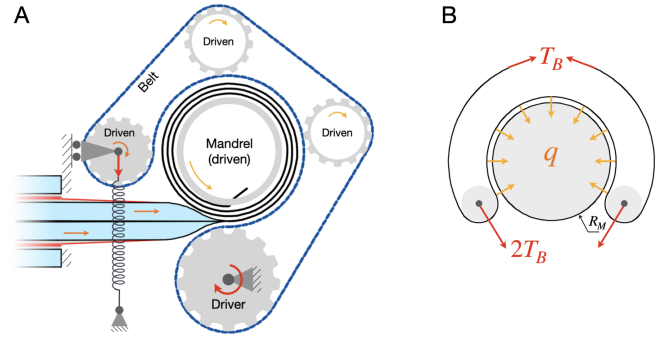 A
Driven
Belt
Driven
Mandrel
(driven)
Driven
Driver
B
T_B
q
R_M
2T_B